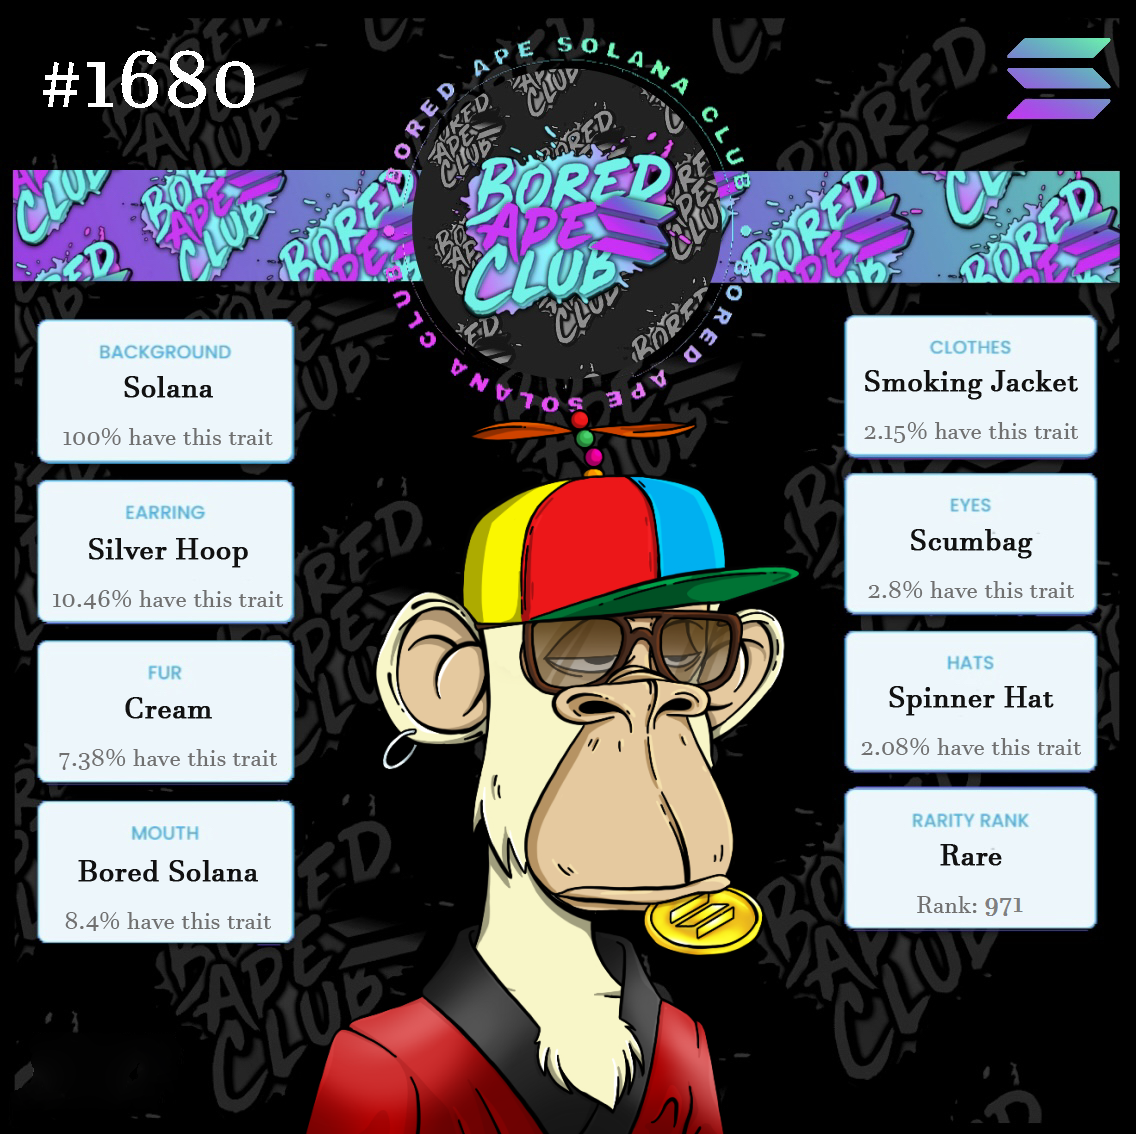 #1680
BORED APE SOLANA CLUB
BORED APE SOLANA CLUB
BORED
APE
CLUB
BACKGROUND
Solana
100% have this trait
EARRING
Silver Hoop
10.46% have this trait
FUR
Cream
7.38% have this trait
MOUTH
Bored Solana
8.4% have this trait
CLOTHES
Smoking Jacket
2.15% have this trait
EYES
Scumbag
2.8% have this trait
HATS
Spinner Hat
2.08% have this trait
RARITY RANK
Rare
Rank: 971